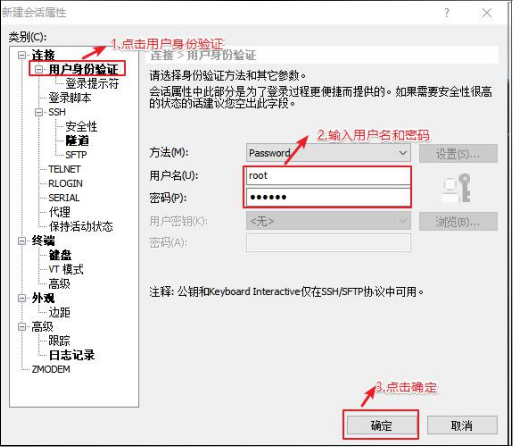 新建会话属性
?
×
类别(C):
1.点击用户身份验证
连接
用户身份验证
登录提示符
登录脚本
SSH
安全性
隧道
SFTP
TELNET
RLOGIN
SERIAL
代理
保持活动状态
终端
键盘
VT 模式
高级
外观
边距
高级
跟踪
日志记录
ZMODEM
连接 > 用户身份验证
请选择身份验证方法和其它参数。
会话属性中此部分是为了登录过程更便捷而提供的。如果需要安全性很高
的状态的话建议您空出此字段。
2.输入用户名和密码
方法(M):
Password
设置(S)...
用户名(U):
root
密码(P):
●●●●●●
用户密钥(K):
<无>
浏览(B)...
密码(A):
注释: 公钥和Keyboard Interactive仅在SSH/SFTP协议中可用。
3.点击确定
确定
取消